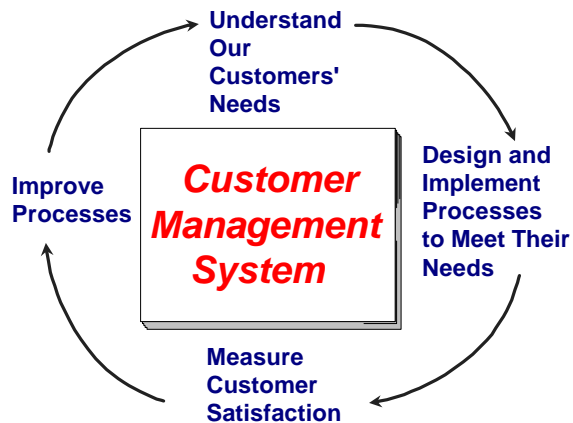 Understand
Our
Customers'
Needs
Design and
Implement
Processes
to Meet Their
Needs
Measure
Customer
Satisfaction
Improve
Processes
Customer
Management
System